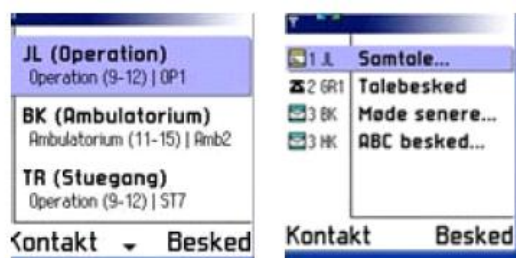 JL (Operation)
Operation (9-12) | OP1
BK (Ambulatorium)
Ambulatorium (11-15) | Amb2
TR (Stuegang)
Operation (9-12) | ST7
Kontakt Besked
1 JL Samtale...
2 GR1 Talebesked
3 BK Møde senere...
3 HK ABC besked...
Kontakt Besked